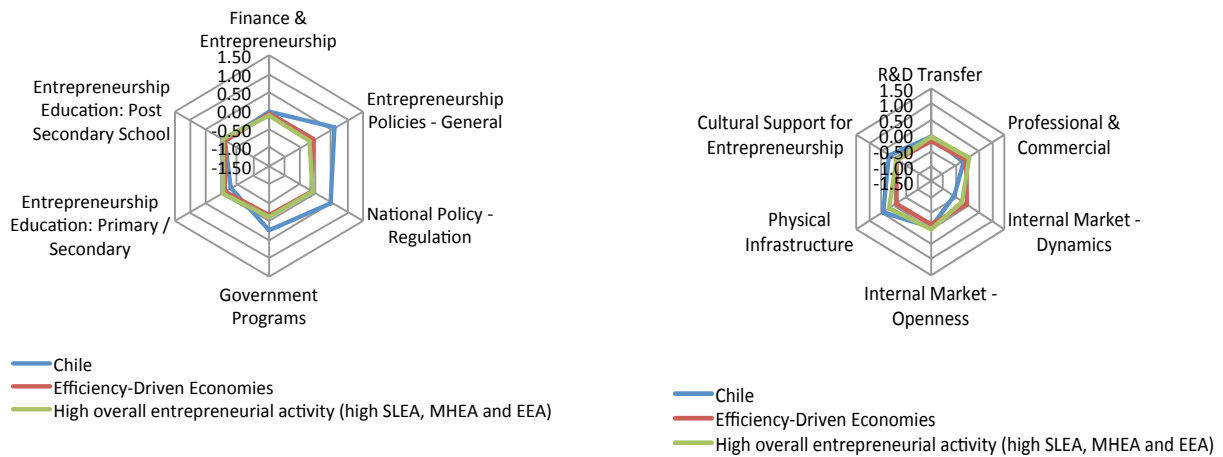 Finance &
Entrepreneurship
1.50
1.00
0.50
0.00
-0.50
-1.00
-1.50
Entrepreneurship
Policies - General
National Policy -
Regulation
Government
Programs
Entrepreneurship
Education: Primary /
Secondary
Entrepreneurship
Education: Post
Secondary School
Chile
Efficiency-Driven Economies
High overall entrepreneurial activity (high SLEA, MHEA and EEA)
R&D Transfer
1.50
1.00
0.50
0.00
-0.50
-1.00
-1.50
Professional &
Commercial
Internal Market -
Dynamics
Internal Market -
Openness
Physical
Infrastructure
Cultural Support for
Entrepreneurship
Chile
Efficiency-Driven Economies
High overall entrepreneurial activity (high SLEA, MHEA and EEA)